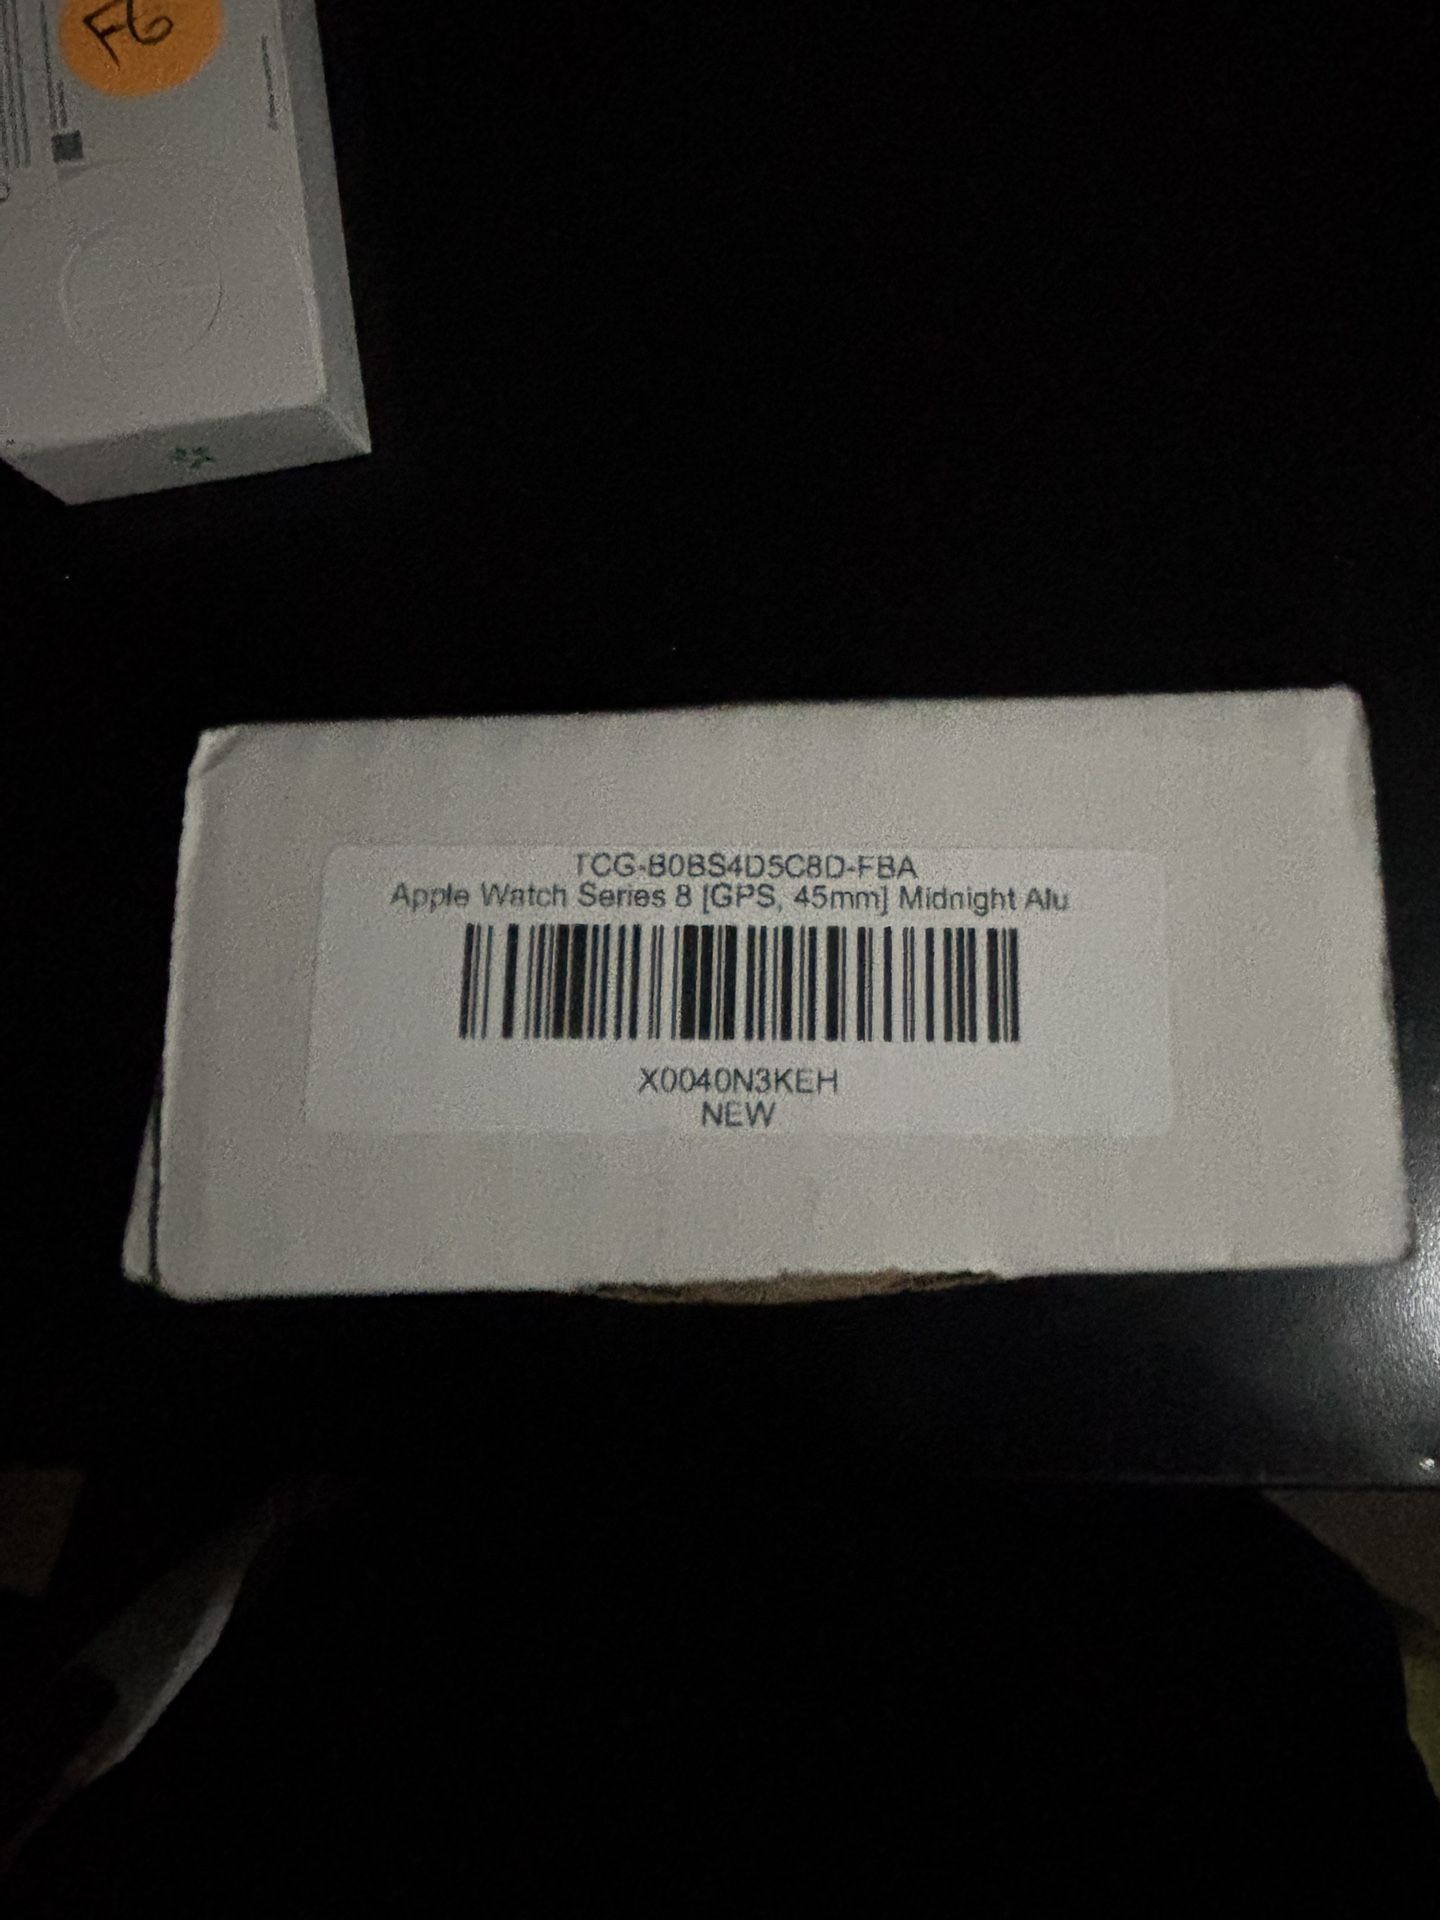 F6
TCG-B0BS4D5C8D-FBA
Apple Watch Series 8 [GPS, 45mm] Midnight Alu
X0040N3KEH
NEW